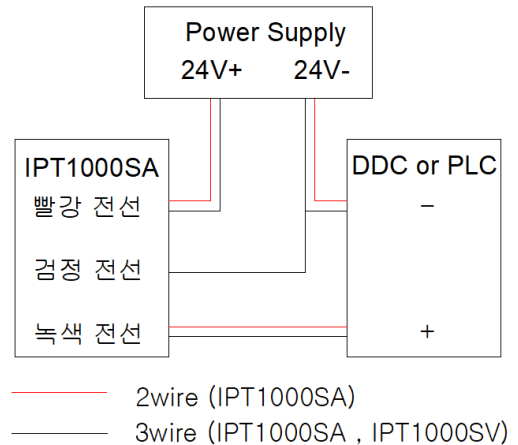 Power Supply
24V+ 24V-
IPT1000SA
빨강 전선
검정 전선
녹색 전선
DDC or PLC
-
+
2wire (IPT1000SA)
3wire (IPT1000SA , IPT1000SV)